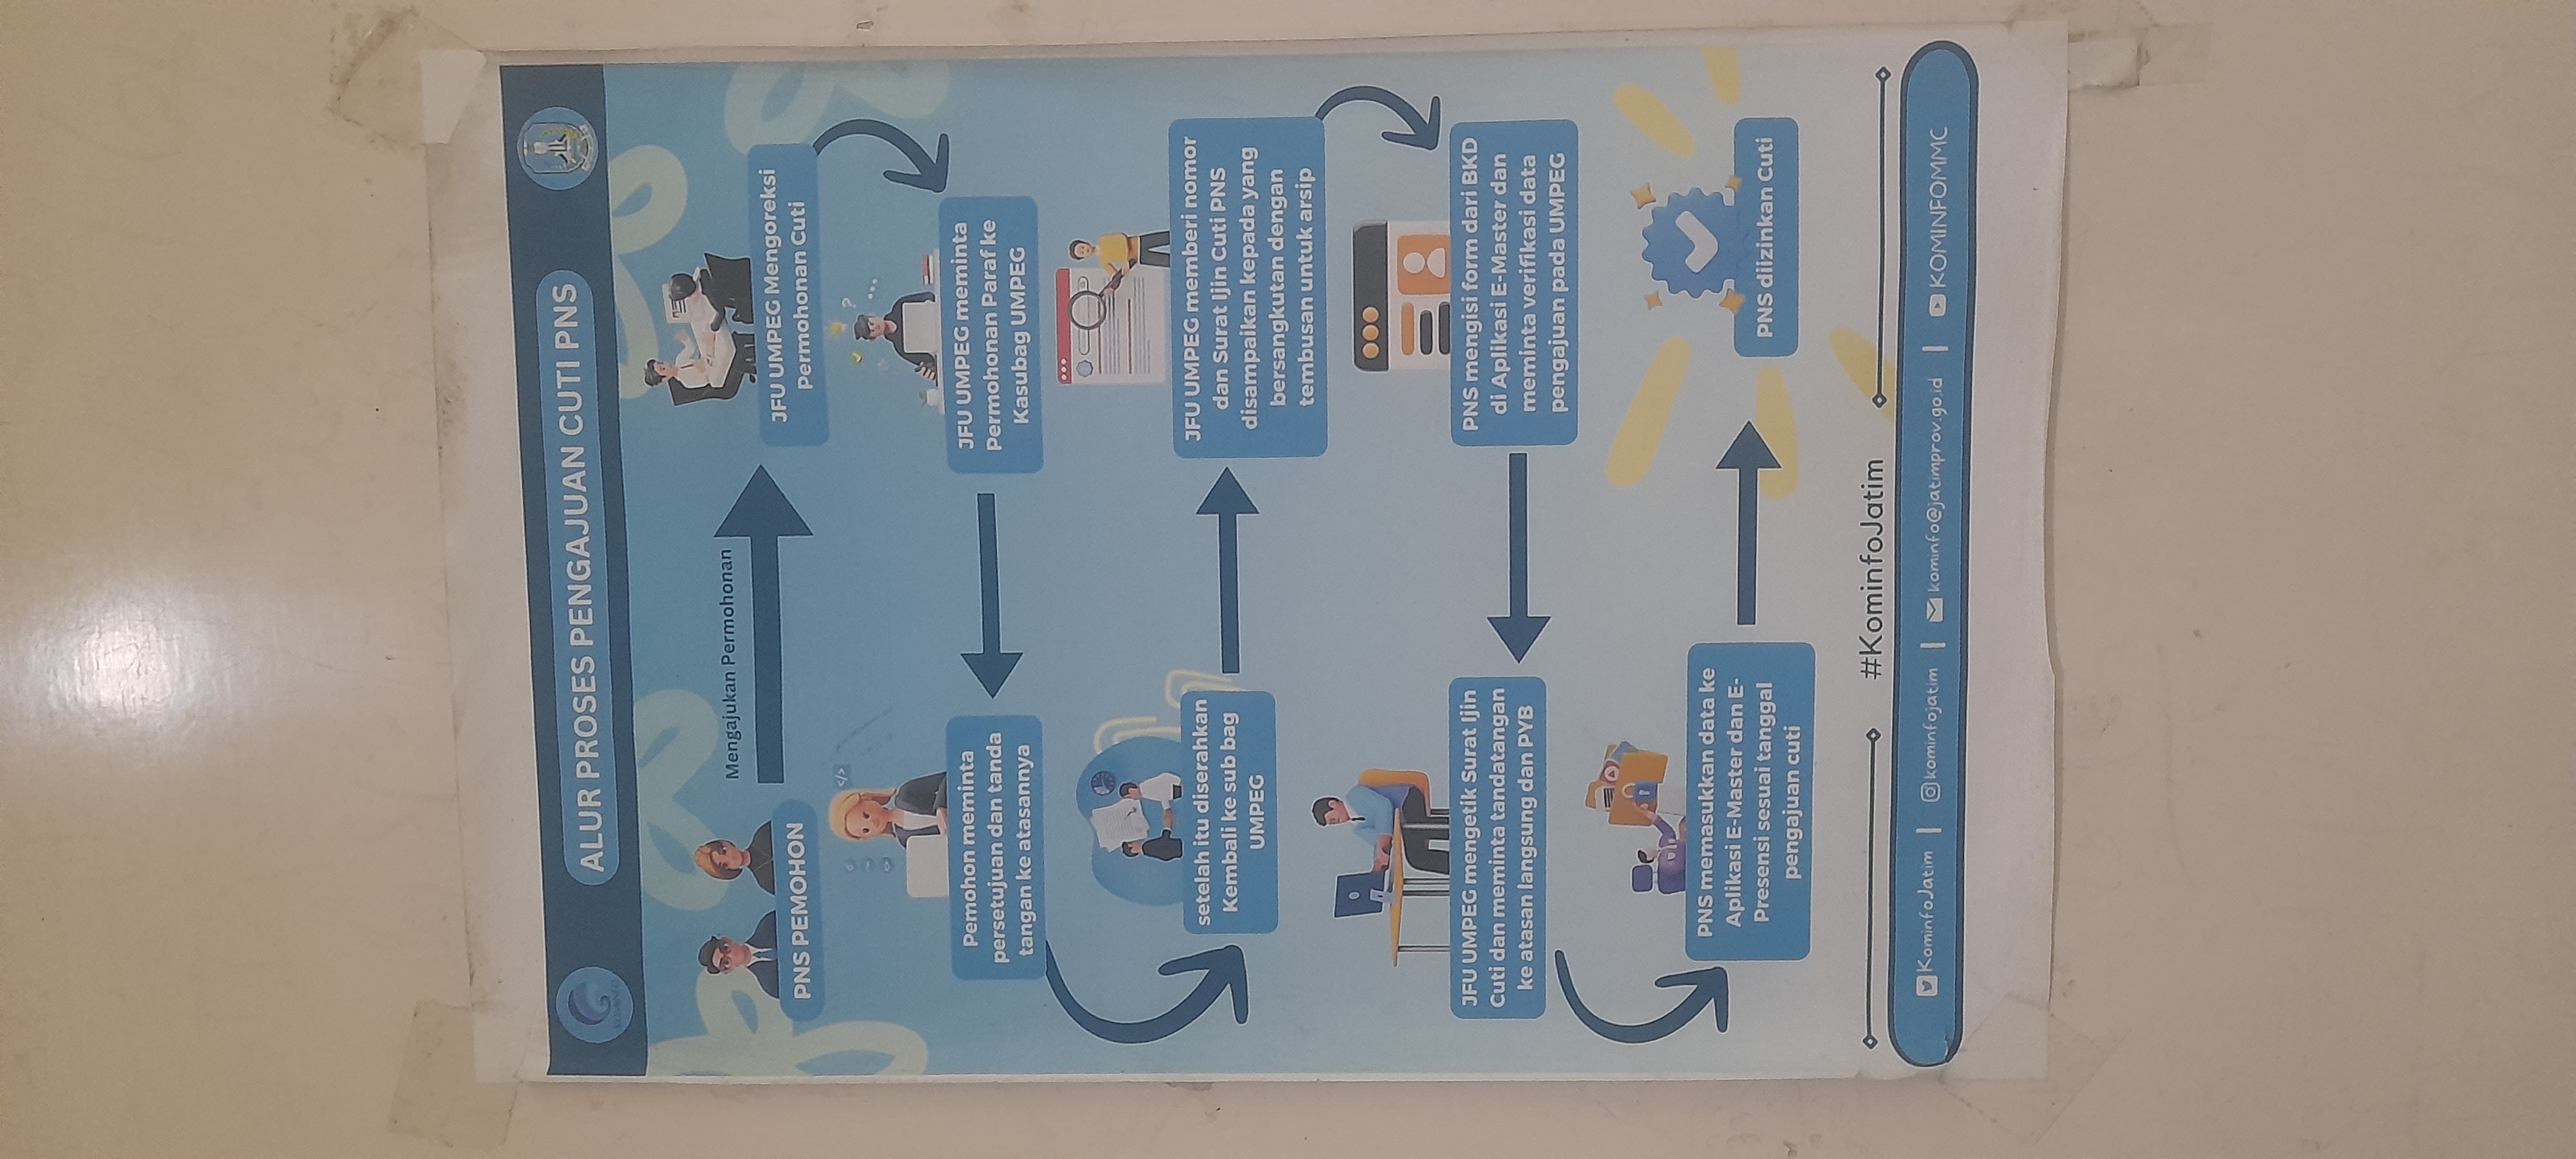 ALUR PROSES PENGAJUAN CUTI PNS
KOMINFO
Mengajukan Permohonan
PNS PEMOHON
JFU UMPEG Mengoreksi
Permohonan Cuti
JFU UMPEG meminta
Permohonan Paraf ke
Kasubag UMPEG
Pemohon meminta
persetujuan dan tanda
tangan ke atasannya
setelah itu diserahkan
Kembali ke sub bag
UMPEG
JFU UMPEG memberi nomor
dan Surat Ijin Cuti PNS
disampaikan kepada yang
bersangkutan dengan
tembusan untuk arsip
PNS mengisi form dari BKD
di Aplikasi E-Master dan
meminta verifikasi data
pengajuan pada UMPEG
JFU UMPEG mengetik Surat Ijin
Cuti dan meminta tandatangan
ke atasan langsung dan PYB
PNS memasukkan data ke
Aplikasi E-Master dan E-
Presensi sesuai tanggal
pengajuan cuti
PNS diizinkan Cuti
#KominfoJatim
KominfoJatim | kominfojatim | kominfo@jatimprov.go.id | KOMINFOMMC